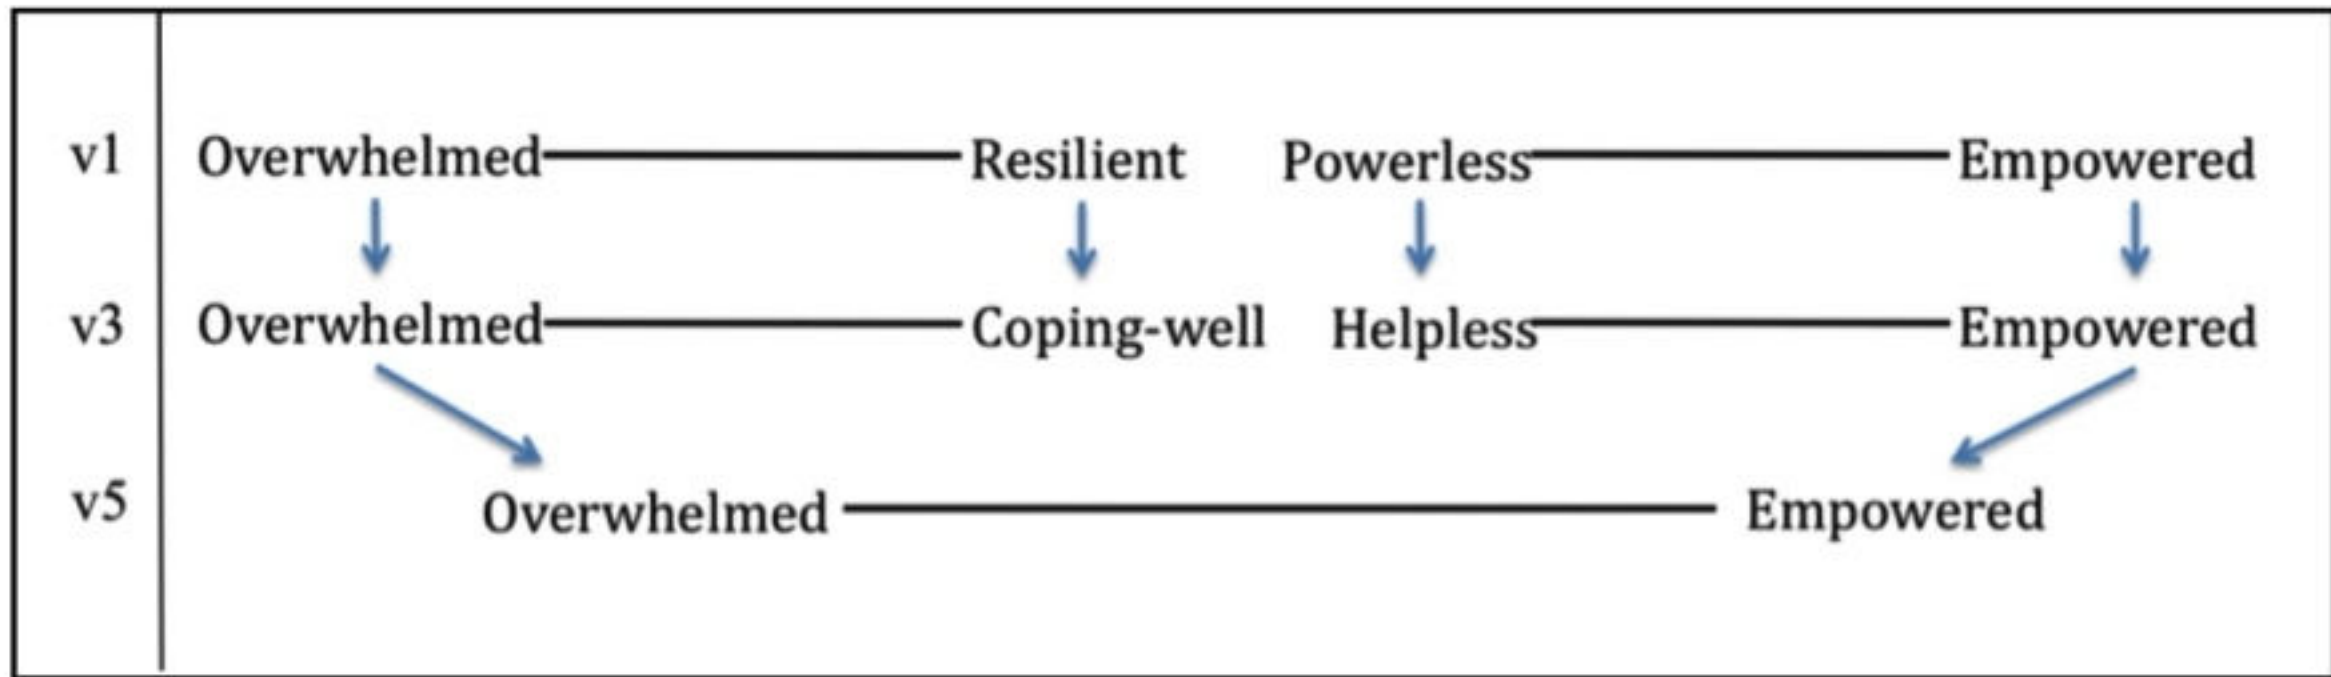 v1 Overwhelmed Resilient Powerless Empowered
v3 Overwhelmed Coping-well Helpless Empowered
v5 Overwhelmed Empowered